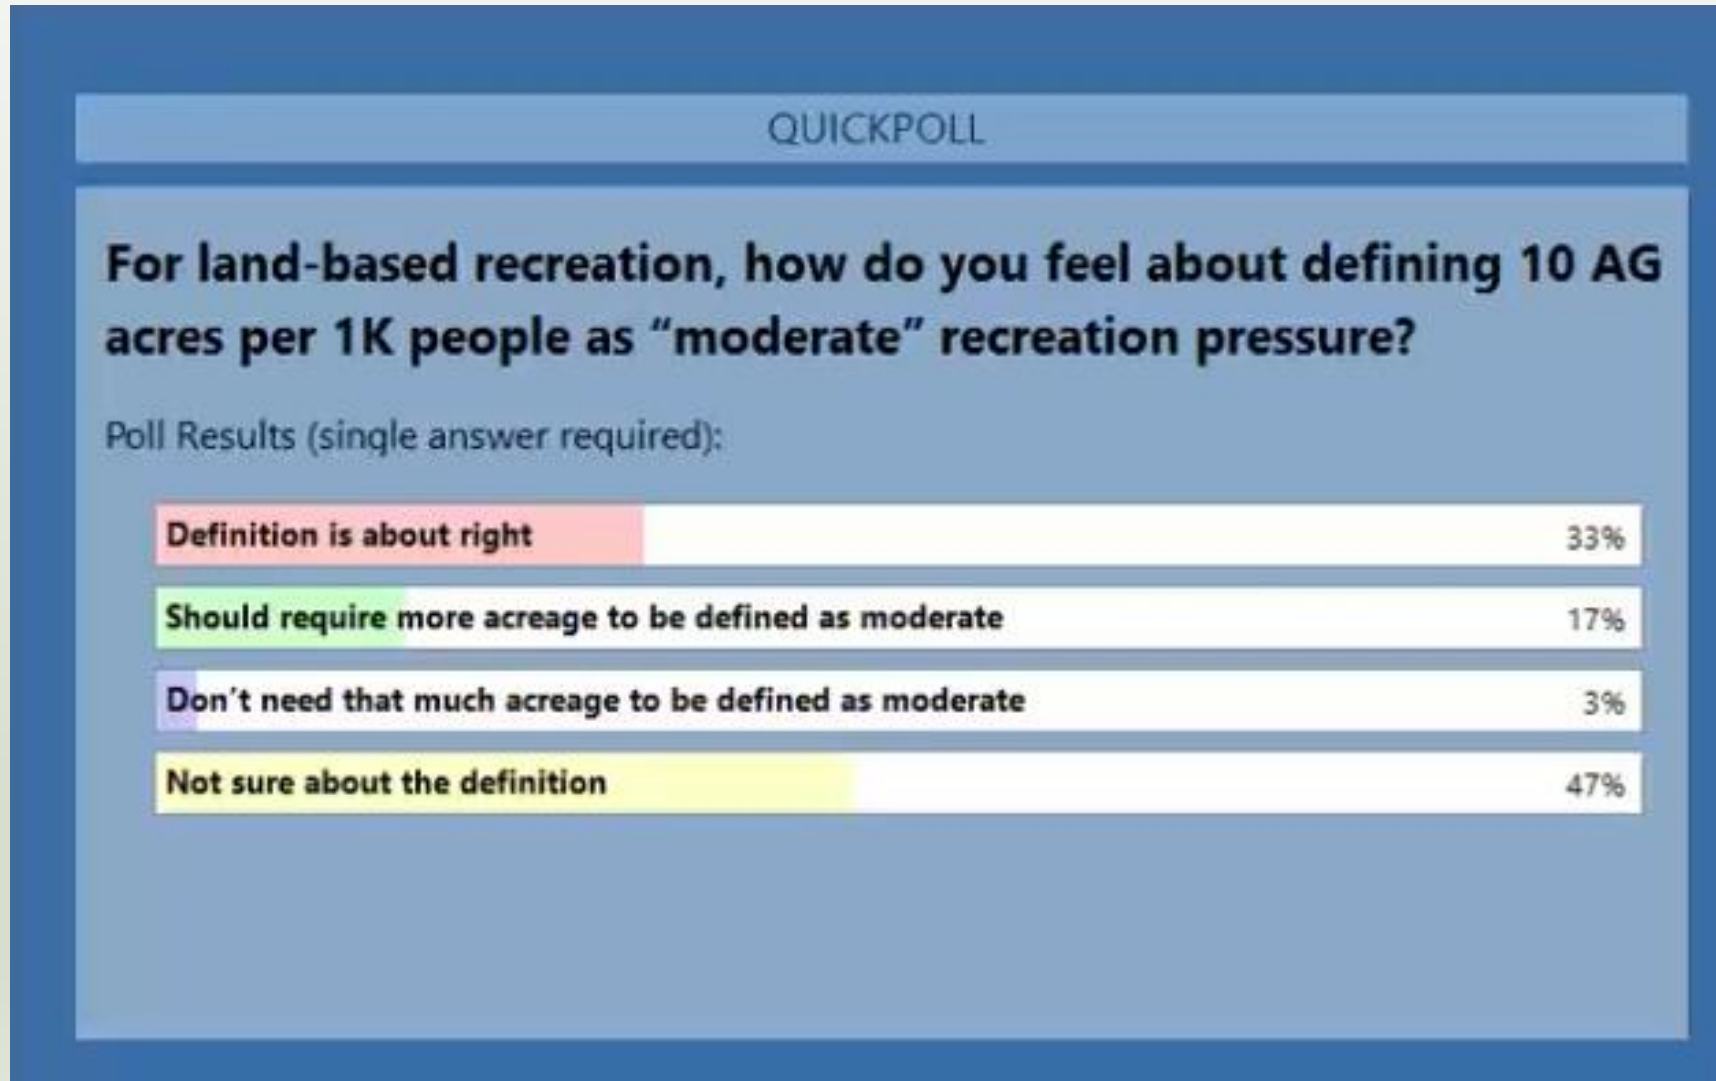 QUICKPOLL
For land-based recreation, how do you feel about defining 10 AG
acres per 1K people as “moderate” recreation pressure?
Poll Results (single answer required):
Definition is about right 33%
Should require more acreage to be defined as moderate 17%
Don’t need that much acreage to be defined as moderate 3%
Not sure about the definition 47%